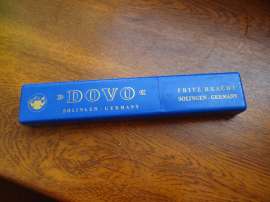 » DOVO «
SOLINGEN - GERMANY
FRITZ BRACHT
SOLINGEN - GERMANY